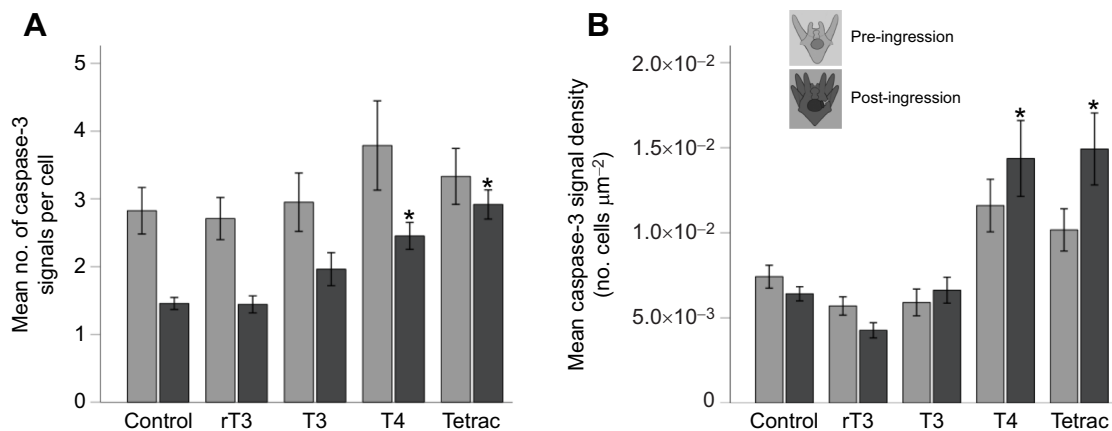 A
Mean no. of caspase-3
signals per cell
5
4
3
2
1
0
*
*
Control rT3 T3 T4 Tetrac
B
Pre-ingression
Post-ingression
Mean caspase-3 signal density
(no. cells μm⁻²)
2.0×10⁻²
1.5×10⁻²
1.0×10⁻²
5.0×10⁻³
0
*
*
Control rT3 T3 T4 Tetrac